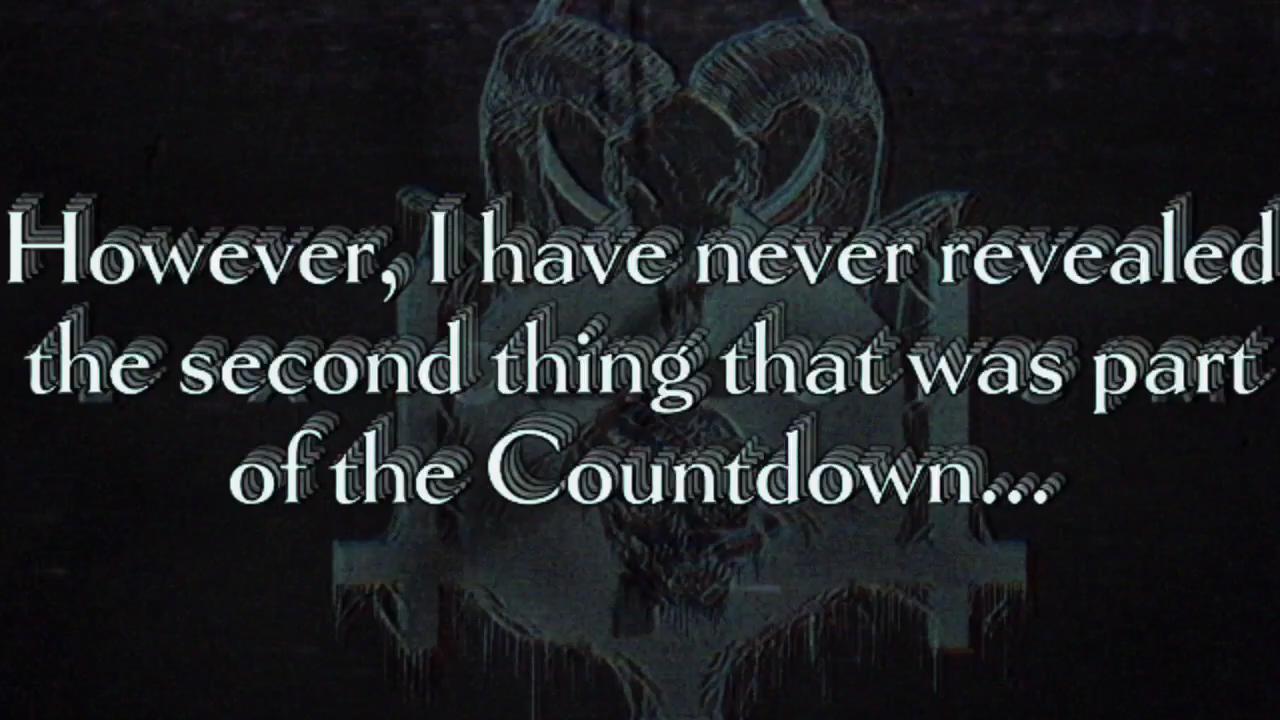 However, I have never revealed
the second thing that was part
of the Countdown...